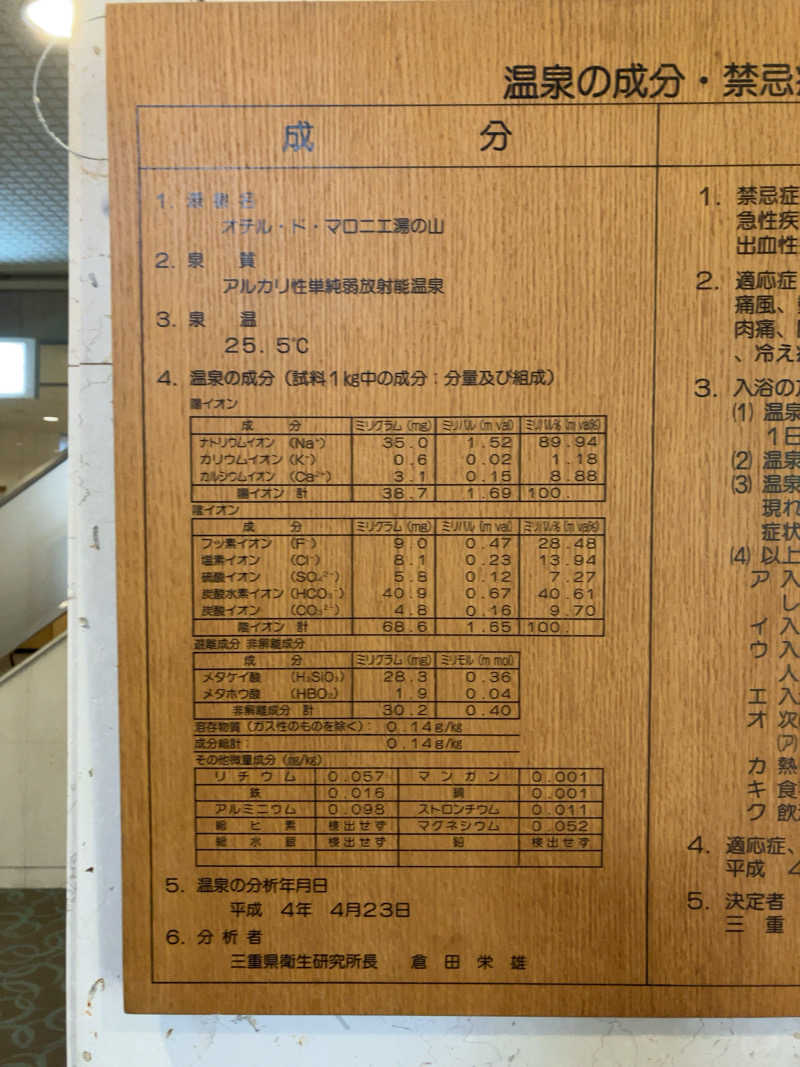 温泉の成分・禁忌
成 分
1. 源泉名
オテル・ド・マロニエ湯の山
2. 泉 質
アルカリ性単純弱放射能温泉
3. 泉 温
25.5℃
4. 温泉の成分(試料1㎏中の成分:分量及び組成)
陽イオン
成 分 ミリグラム(mg) ミリバル(m val) ミリバル%(m val%)
ナトリウムイオン (Na⁺) 35.0 1.52 89.94
カリウムイオン (K⁺) 0.6 0.02 1.18
カルシウムイオン (Ca²⁺) 3.1 0.15 8.88
陽イオン 計 38.7 1.69 100.
陰イオン
成 分 ミリグラム(mg) ミリバル(m val) ミリバル%(m val%)
フッ素イオン (F⁻) 9.0 0.47 28.48
塩素イオン (Cl⁻) 8.1 0.23 13.94
硫酸イオン (SO₄²⁻) 5.8 0.12 7.27
炭酸水素イオン (HCO₃⁻) 40.9 0.67 40.61
炭酸イオン (CO₃²⁻) 4.8 0.16 9.70
陰イオン 計 68.6 1.65 100.
遊離成分 非解離成分
成 分 ミリグラム(mg) ミリモル(m mol)
メタケイ酸 (H₂SiO₃) 28.3 0.36
メタホウ酸 (HBO₂) 1.9 0.04
非解離成分 計 30.2 0.40
溶存物質(ガス性のものを除く): 0.14g/㎏
成分総計: 0.14g/㎏
その他微量成分(㎎/㎏)
リチウム 0.057 マンガン 0.001
鉄 0.016 銅 0.001
アルミニウム 0.098 ストロンチウム 0.011
総ヒ素 検出せず マグネシウム 0.052
総水銀 検出せず 鉛 検出せず
5. 温泉の分析年月日
平成 4年 4月23日
6. 分析者
三重県衛生研究所長 倉田栄雄
1. 禁忌症
急性疾
出血性
2. 適応症
痛風、
肉痛、
、冷え
3. 入浴の
(1) 温泉
1日
(2) 温泉
(3) 温泉
現れ
症状
(4) 以上
ア 入
し
イ 入
ウ 入
人
エ 入
オ 次
(ア)
カ 熱
キ 食
ク 飲
4. 適応症、
平成 4
5. 決定者
三 重